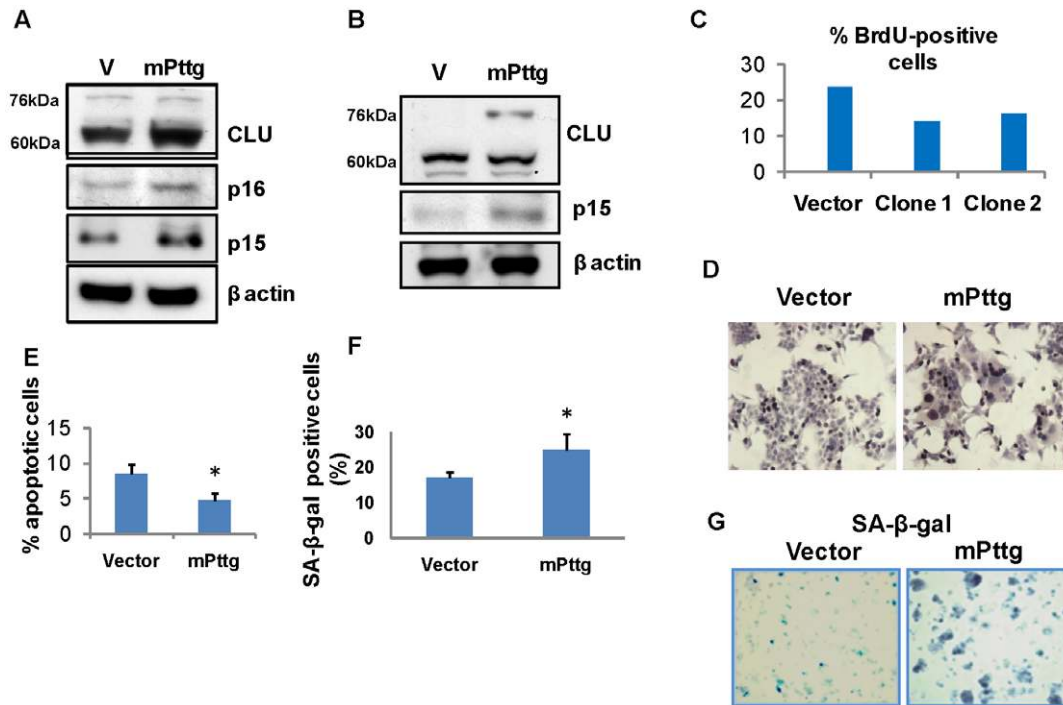 A
V mPttg
76kDa
60kDa
CLU
p16
p15
β actin
B
V mPttg
76kDa
60kDa
CLU
p15
β actin
C
% BrdU-positive
cells
30
20
10
0
Vector Clone 1 Clone 2
D
Vector mPttg
E
% apoptotic cells
15
10
5
0
*
Vector mPttg
F
SA-β-gal positive cells
(%)
30
20
10
0
*
Vector mPttg
G
SA-β-gal
Vector mPttg